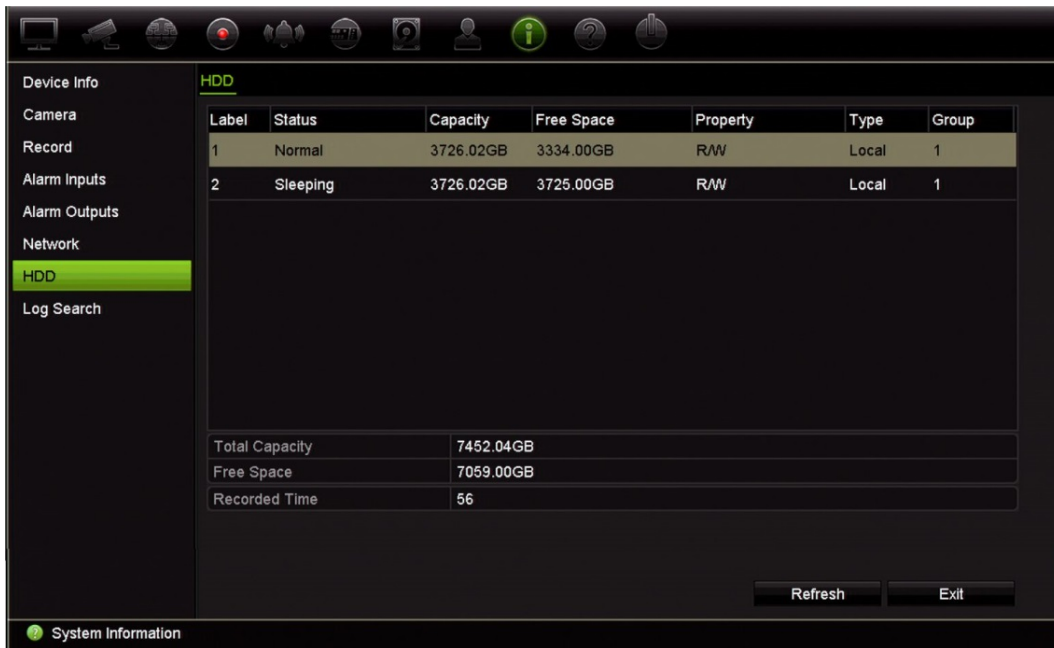 Device Info
Camera
Record
Alarm Inputs
Alarm Outputs
Network
HDD
Log Search
HDD
Label Status Capacity Free Space Property Type Group
1 Normal 3726.02GB 3334.00GB R/W Local 1
2 Sleeping 3726.02GB 3725.00GB R/W Local 1
Total Capacity 7452.04GB
Free Space 7059.00GB
Recorded Time 56
Refresh Exit
System Information